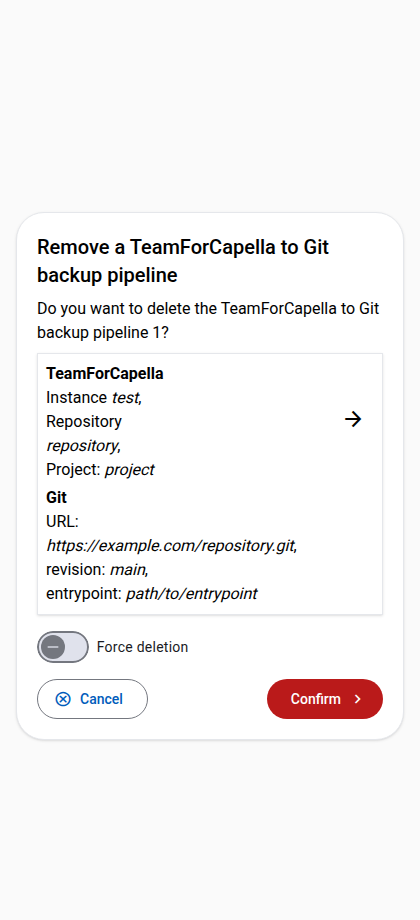 Remove a TeamForCapella to Git
backup pipeline
Do you want to delete the TeamForCapella to Git
backup pipeline 1?
TeamForCapella
Instance test,
Repository
repository,
Project: project
Git
URL:
https://example.com/repository.git,
revision: main,
entrypoint: path/to/entrypoint
Force deletion
Cancel
Confirm